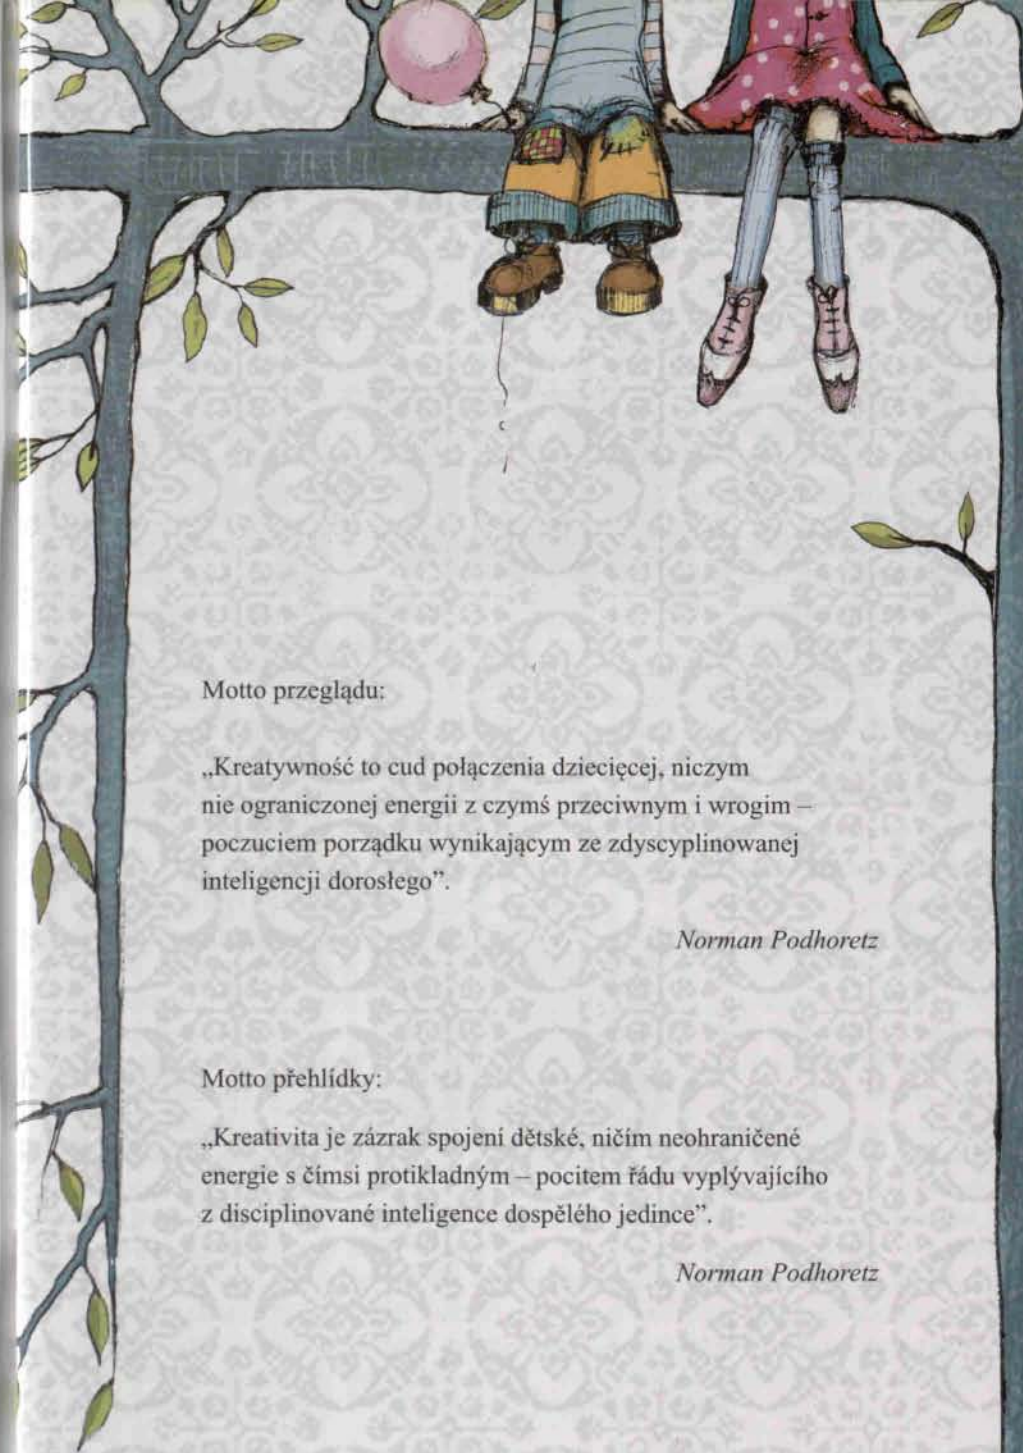 Motto przeglądu:
„Kreatywność to cud połączenia dziecięcej, niczym
nie ograniczonej energii z czymś przeciwnym i wrogim –
poczuciem porządku wynikającym ze zdyscyplinowanej
inteligencji dorosłego”.
Norman Podhoretz
Motto přehlídky:
„Kreativita je zázrak spojení dětské, ničím neohraničené
energie s čímsi protikladným – pocitem řádu vyplývajícího
z disciplinované inteligence dospělého jedince”.
Norman Podhoretz